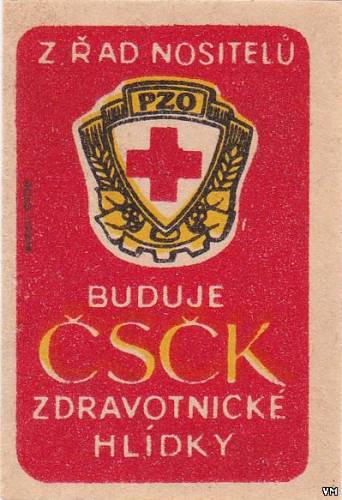 Z ŘAD NOSITELŮ
PZO
BUDUJE
ČSČK
ZDRAVOTNICKÉ
HLÍDKY
VM